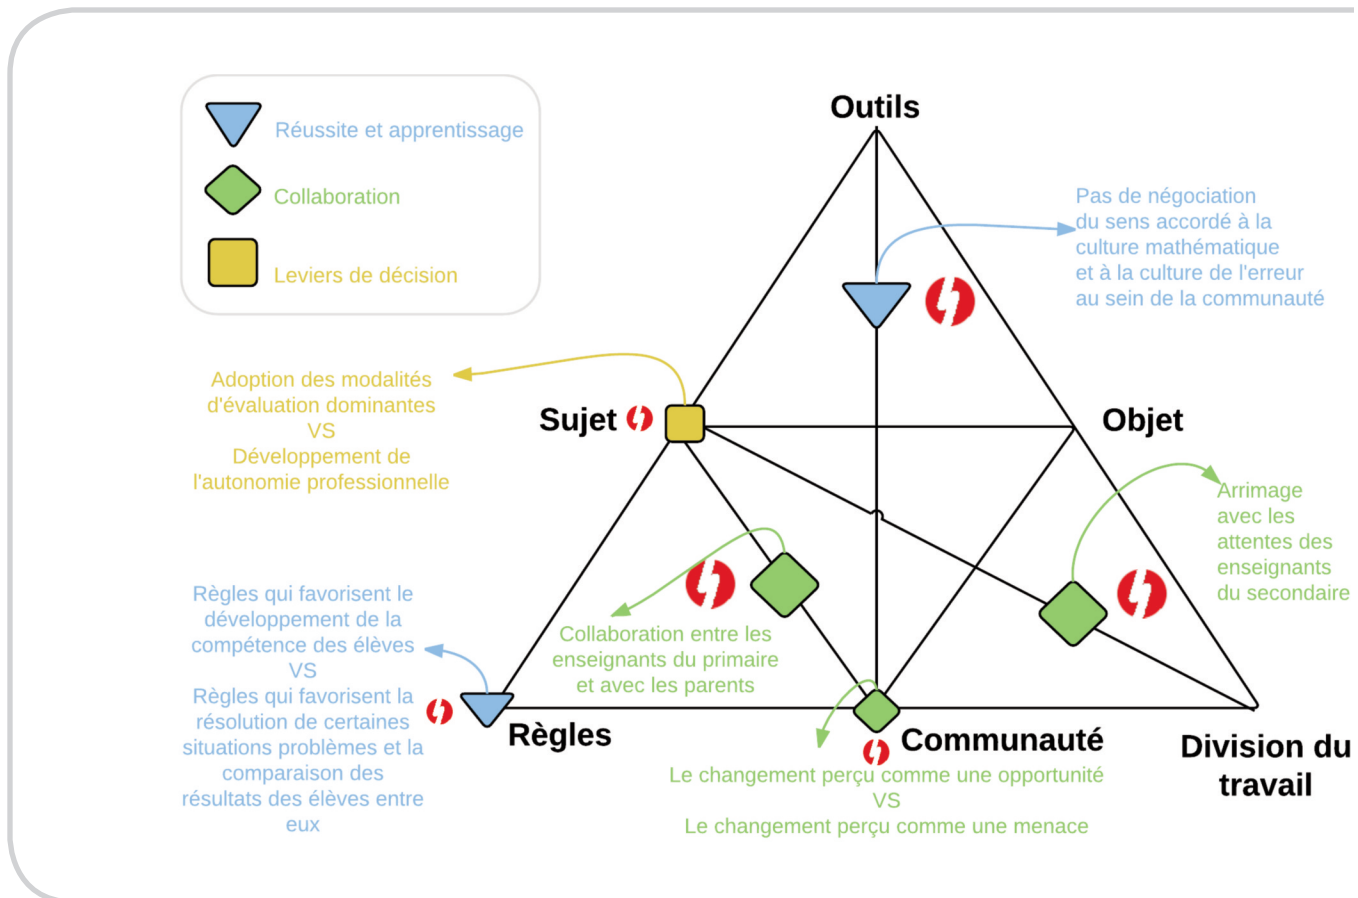 Réussite et apprentissage
Collaboration
Leviers de décision
Outils
Pas de négociation
du sens accordé à la
culture mathématique
et à la culture de l'erreur
au sein de la communauté
Adoption des modalités
d'évaluation dominantes
VS
Développement de
l'autonomie professionnelle
Sujet
Objet
Arrimage
avec les
attentes des
enseignants
du secondaire
Règles qui favorisent le
développement de la
compétence des élèves
VS
Règles qui favorisent la
résolution de certaines
situations problèmes et la
comparaison des
résultats des élèves entre
eux
Collaboration entre les
enseignants du primaire
et avec les parents
Règles
Communauté
Division du
travail
Le changement perçu comme une opportunité
VS
Le changement perçu comme une menace